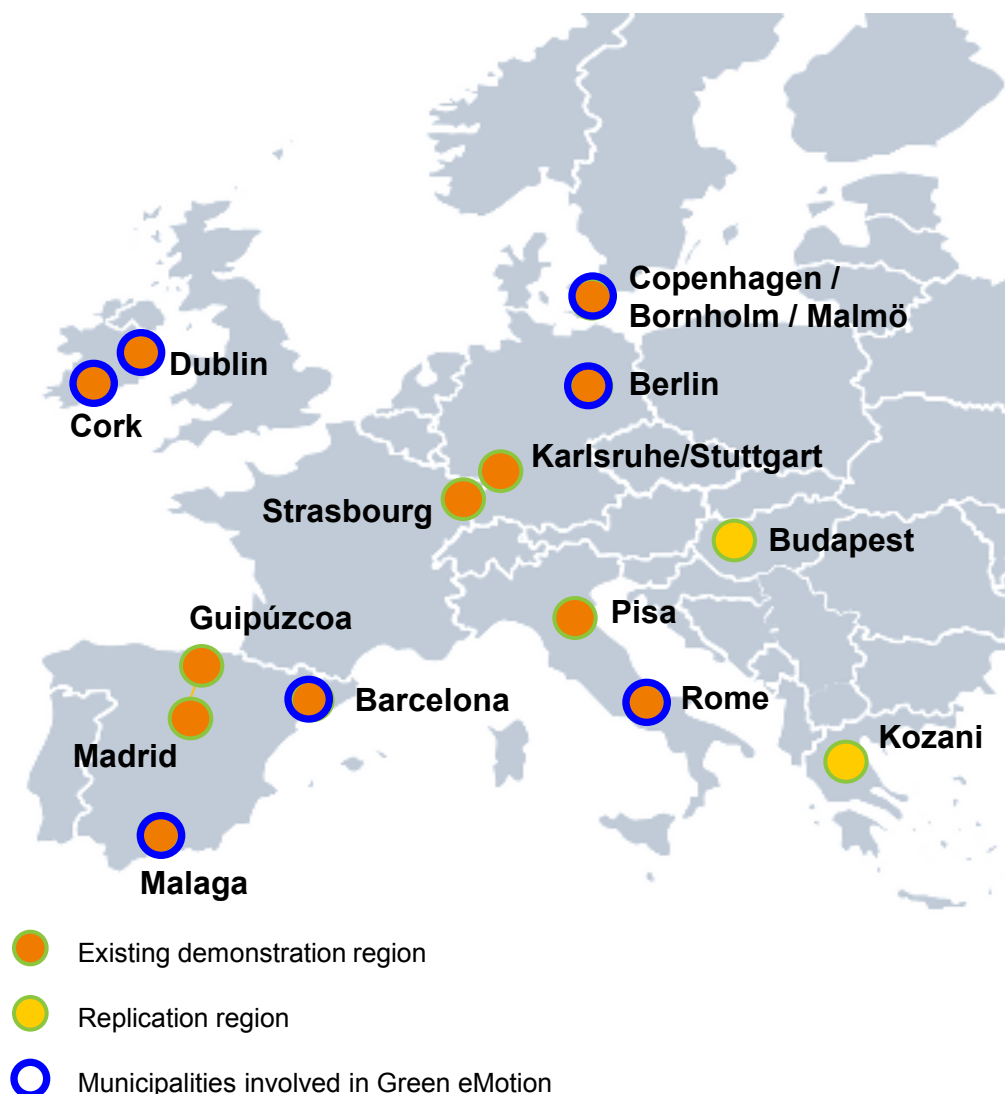 Copenhagen /
Bornholm / Malmö
Dublin
Berlin
Cork
Karlsruhe/Stuttgart
Strasbourg
Budapest
Guipúzcoa
Pisa
Barcelona
Rome
Madrid
Kozani
Malaga
Existing demonstration region
Replication region
Municipalities involved in Green eMotion